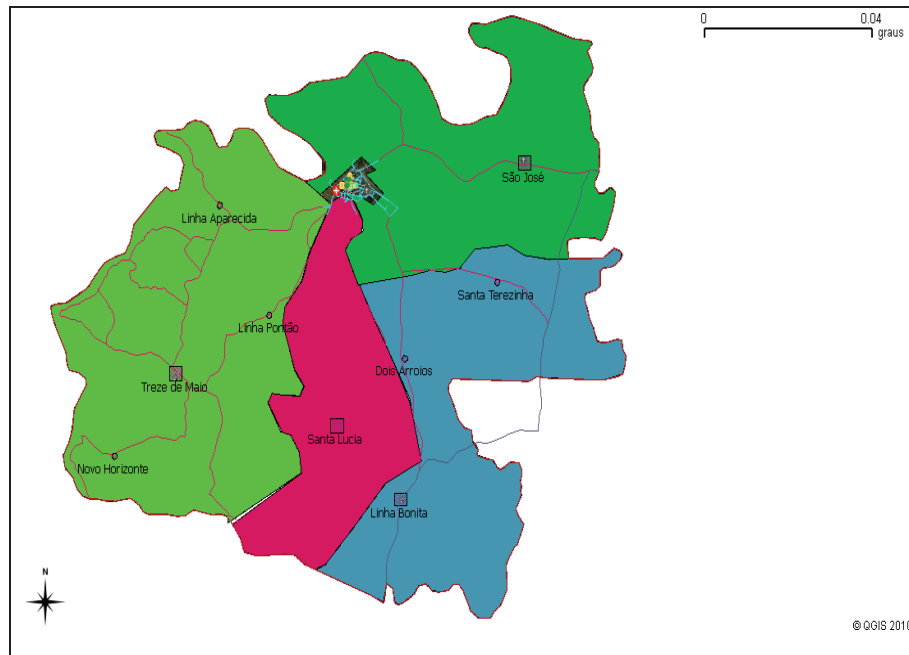 0 0.04
graus
São José
Linha Aparecida
Santa Terezinha
Linha Pontão
Dois Arroios
Treze de Maio
Santa Lucia
Novo Horizonte
Linha Bonita
N
© QGIS 2010